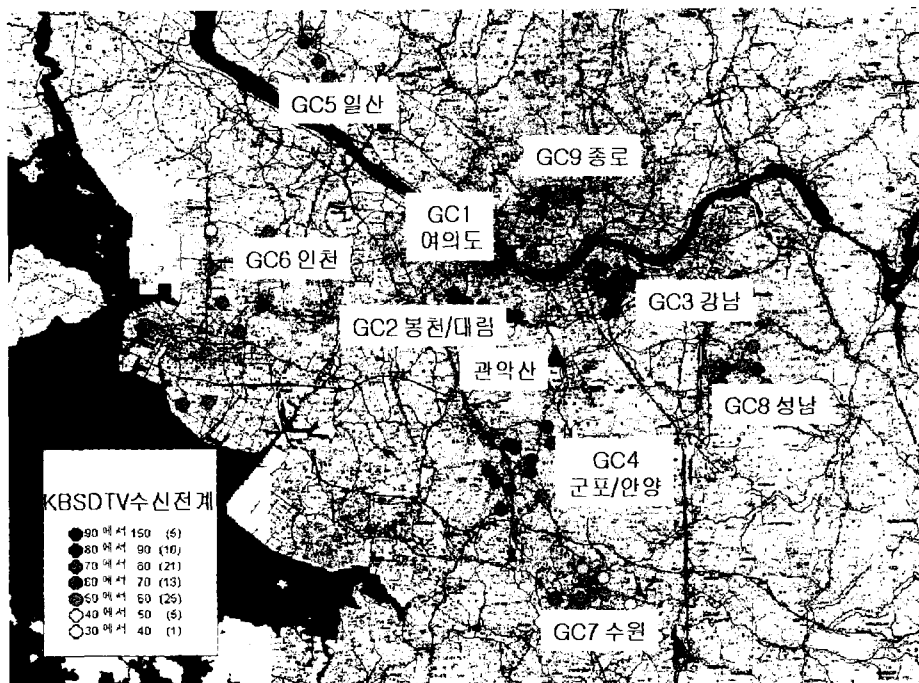 GC5 일산
GC9 종로
GC1
여의도
GC6 인천
GC3 강남
GC2 봉천/대림
관악산
GC8 성남
GC4
군포/안양
KBSDTV수신전계
90 에서 150 (5)
80 에서 90 (16)
70 에서 80 (21)
60 에서 70 (13)
50 에서 60 (25)
40 에서 50 (5)
30 에서 40 (1)
GC7 수원